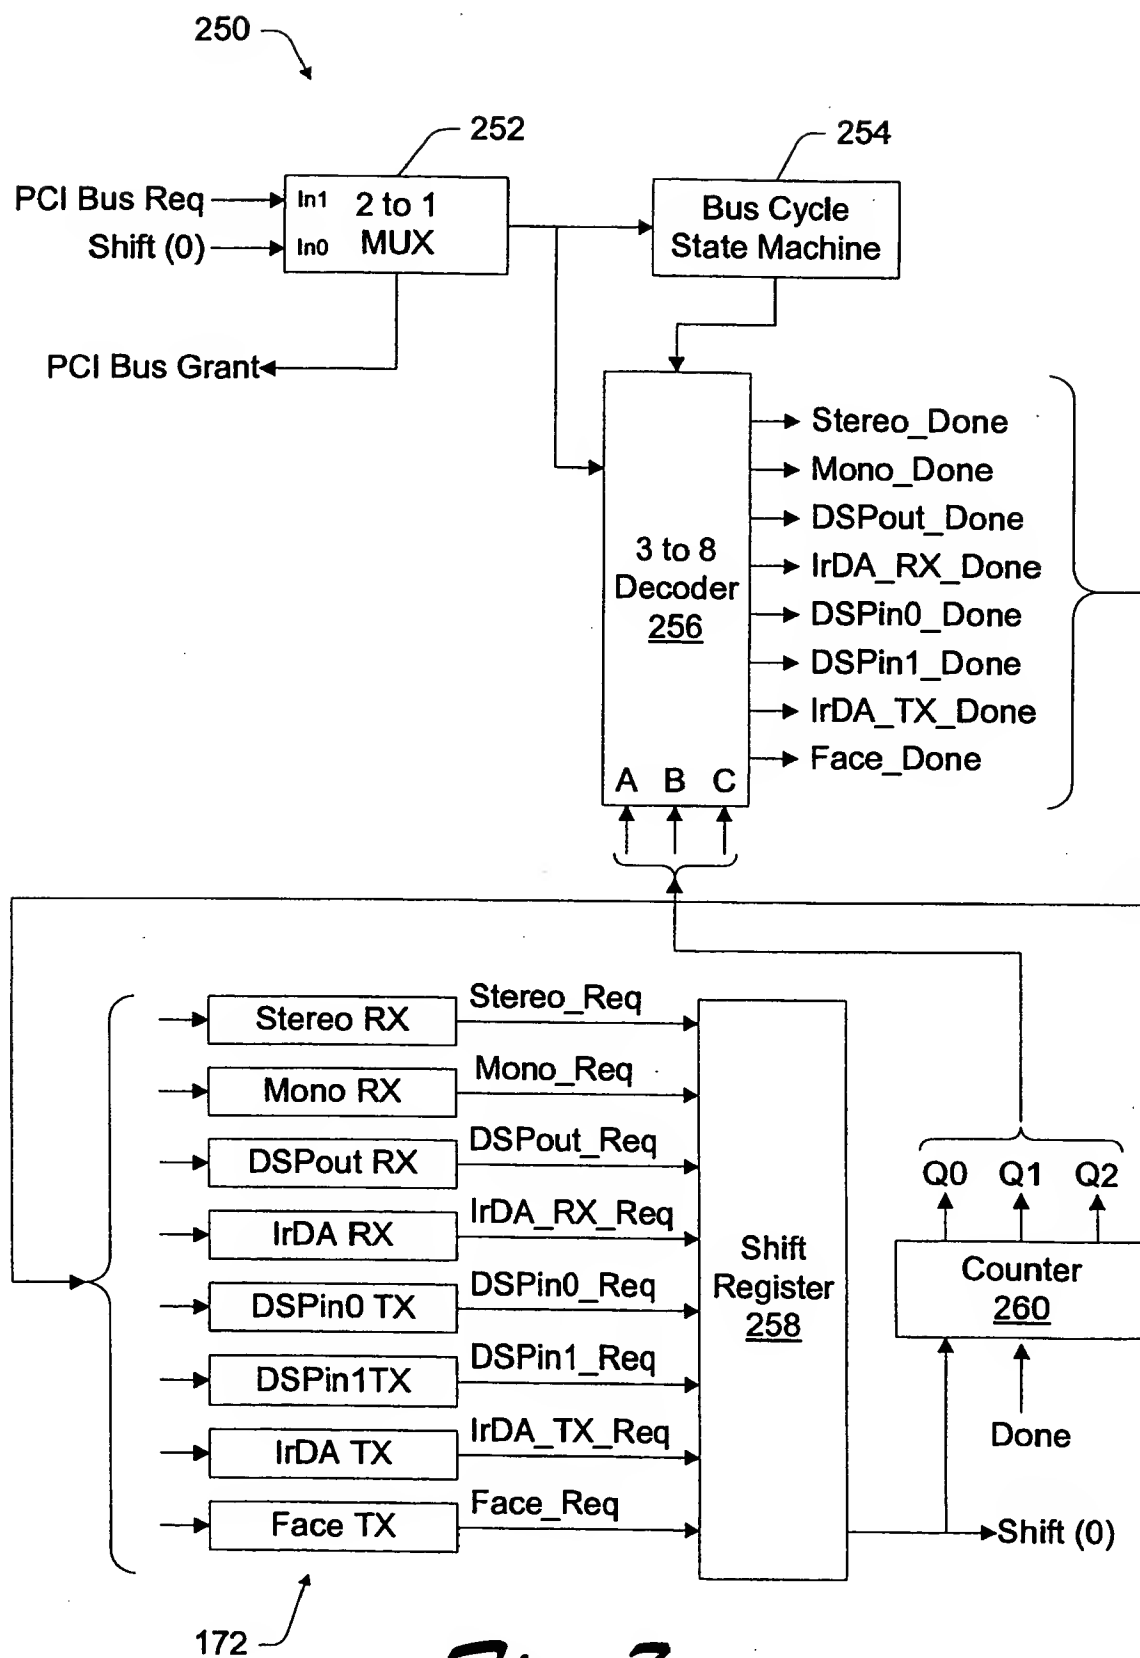 250
252
254
PCI Bus Req
In1
2 to 1
MUX
Shift (0)
In0
Bus Cycle
State Machine
PCI Bus Grant
Stereo_Done
Mono_Done
DSPout_Done
3 to 8
Decoder
256
IrDA_RX_Done
DSPin0_Done
DSPin1_Done
IrDA_TX_Done
Face_Done
A B C
Stereo RX
Stereo_Req
Mono RX
Mono_Req
DSPout RX
DSPout_Req
IrDA RX
IrDA_RX_Req
DSPin0 TX
DSPin0_Req
DSPin1TX
DSPin1_Req
IrDA TX
IrDA_TX_Req
Face TX
Face_Req
Shift
Register
258
Q0 Q1 Q2
Counter
260
Done
Shift (0)
172